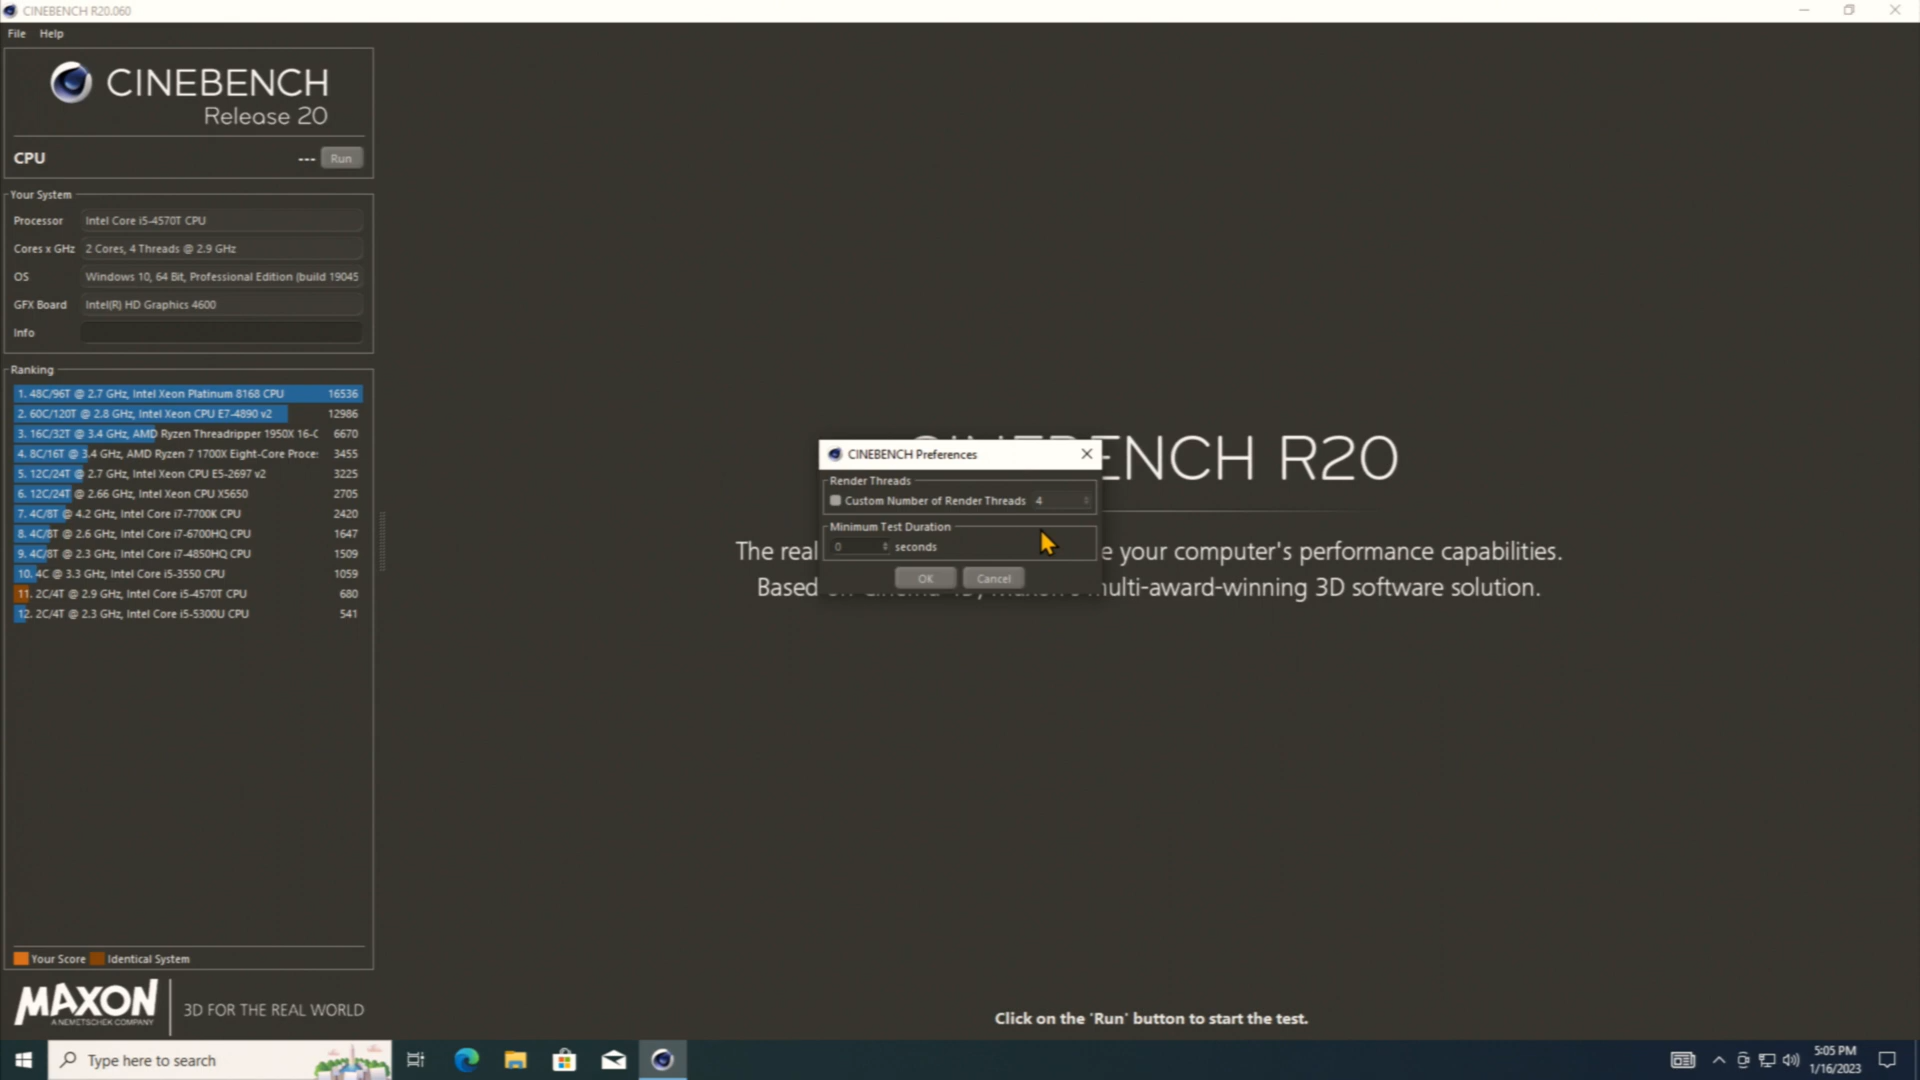 CINEBENCH R20.060
File Help
CINEBENCH
Release 20
CPU --- Run
Your System
Processor Intel Core i5-4570T CPU
Cores x GHz 2 Cores, 4 Threads @ 2.9 GHz
OS Windows 10, 64 Bit, Professional Edition (build 19045
GFX Board Intel(R) HD Graphics 4600
Info
Ranking
1. 48C/96T @ 2.7 GHz, Intel Xeon Platinum 8168 CPU 16536
2. 60C/120T @ 2.8 GHz, Intel Xeon CPU E7-4890 v2 12986
3. 16C/32T @ 3.4 GHz, AMD Ryzen Threadripper 1950X 16-C 6670
4. 8C/16T @ 3.4 GHz, AMD Ryzen 7 1700X Eight-Core Proce: 3455
5. 12C/24T @ 2.7 GHz, Intel Xeon CPU E5-2697 v2 3225
6. 12C/24T @ 2.66 GHz, Intel Xeon CPU X5650 2705
7. 4C/8T @ 4.2 GHz, Intel Core i7-7700K CPU 2420
8. 4C/8T @ 2.6 GHz, Intel Core i7-6700HQ CPU 1647
9. 4C/8T @ 2.3 GHz, Intel Core i7-4850HQ CPU 1509
10. 4C @ 3.3 GHz, Intel Core i5-3550 CPU 1059
11. 2C/4T @ 2.9 GHz, Intel Core i5-4570T CPU 680
12. 2C/4T @ 2.3 GHz, Intel Core i5-5300U CPU 541
Your Score Identical System
MAXON
A NEMETSCHEK COMPANY
3D FOR THE REAL WORLD
ENCH R20
CINEBENCH Preferences
Render Threads
Custom Number of Render Threads 4
Minimum Test Duration
0 seconds
OK Cancel
The real e your computer's performance capabilities.
Based ulti-award-winning 3D software solution.
Click on the 'Run' button to start the test.
Type here to search
5:05 PM
1/16/2023